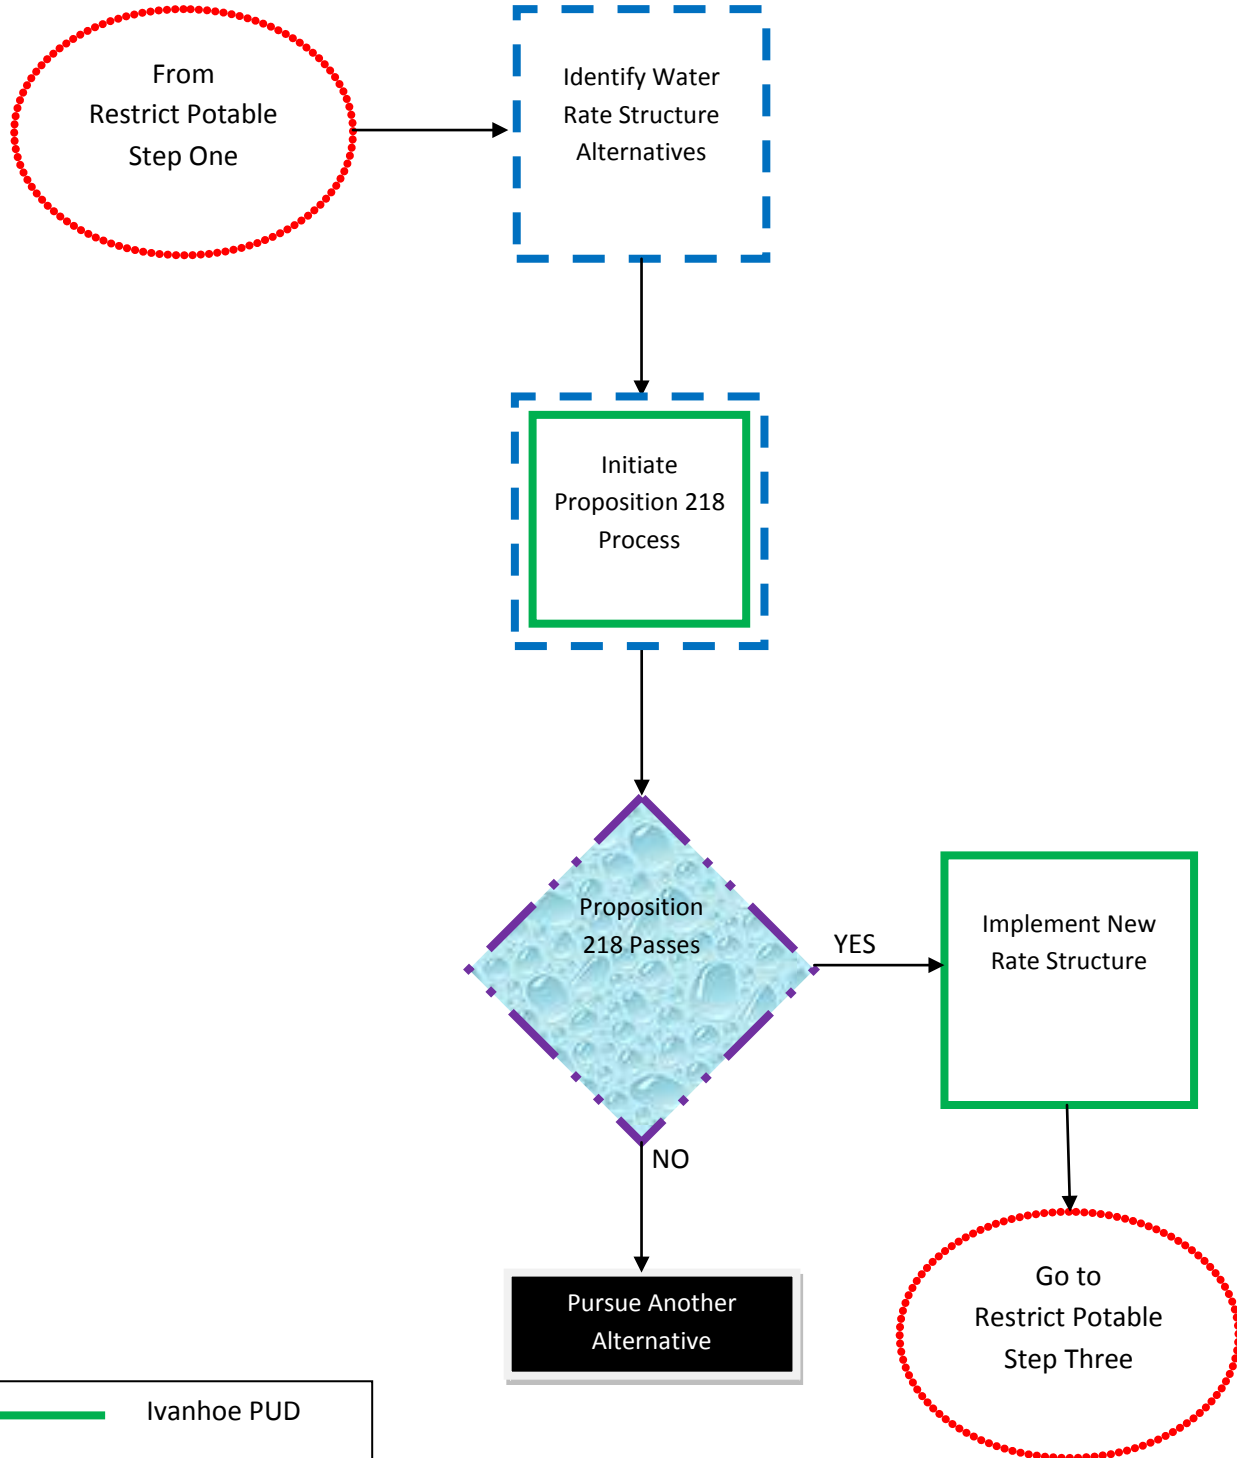 From
Restrict Potable
Step One
Identify Water
Rate Structure
Alternatives
Initiate
Proposition 218
Process
Proposition
218 Passes
YES
Implement New
Rate Structure
NO
Pursue Another
Alternative
Go to
Restrict Potable
Step Three
Ivanhoe PUD